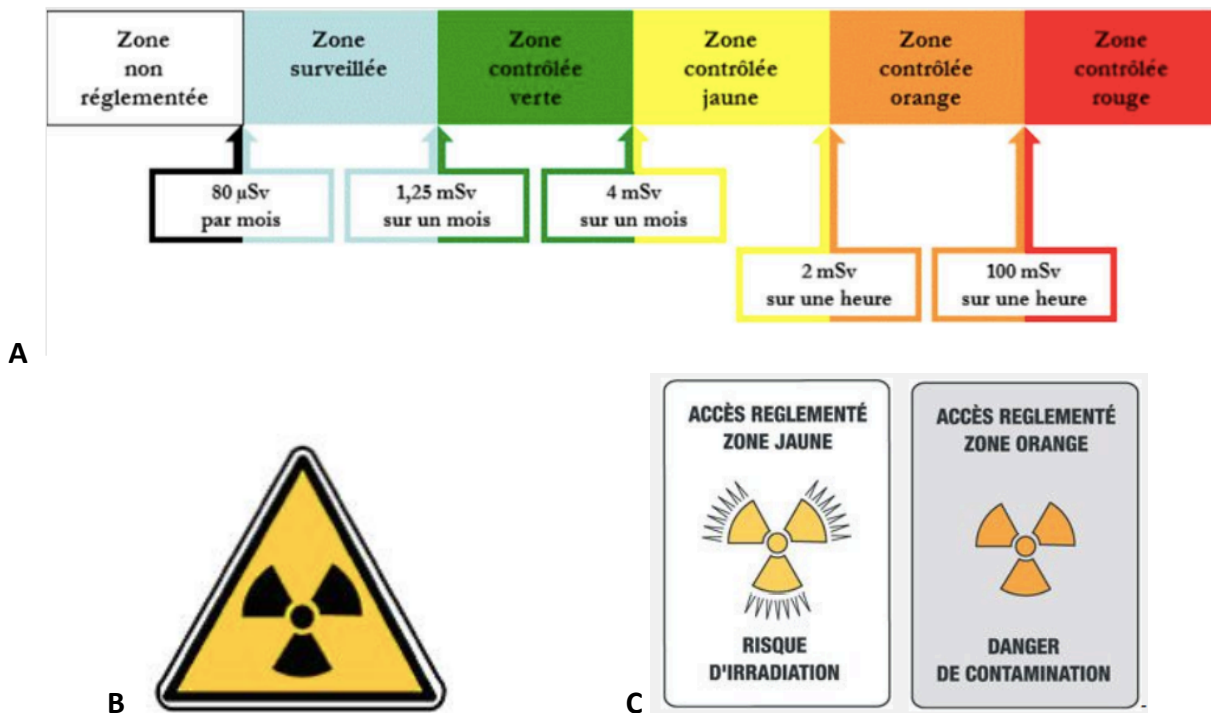 Zone
non
réglementée
Zone
surveillée
Zone
contrôlée
verte
Zone
contrôlée
jaune
Zone
contrôlée
orange
Zone
contrôlée
rouge
80 µSv
par mois
1,25 mSv
sur un mois
4 mSv
sur un mois
2 mSv
sur une heure
100 mSv
sur une heure
A
B
C
ACCÈS REGLEMENTÉ
ZONE JAUNE
RISQUE
D'IRRADIATION
ACCÈS REGLEMENTÉ
ZONE ORANGE
DANGER
DE CONTAMINATION
-